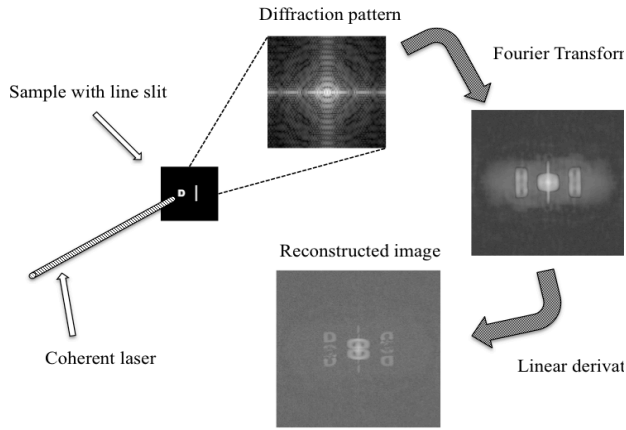 Diffraction pattern
Fourier Transform
Sample with line slit
D
Reconstructed image
Coherent laser
Linear derivat